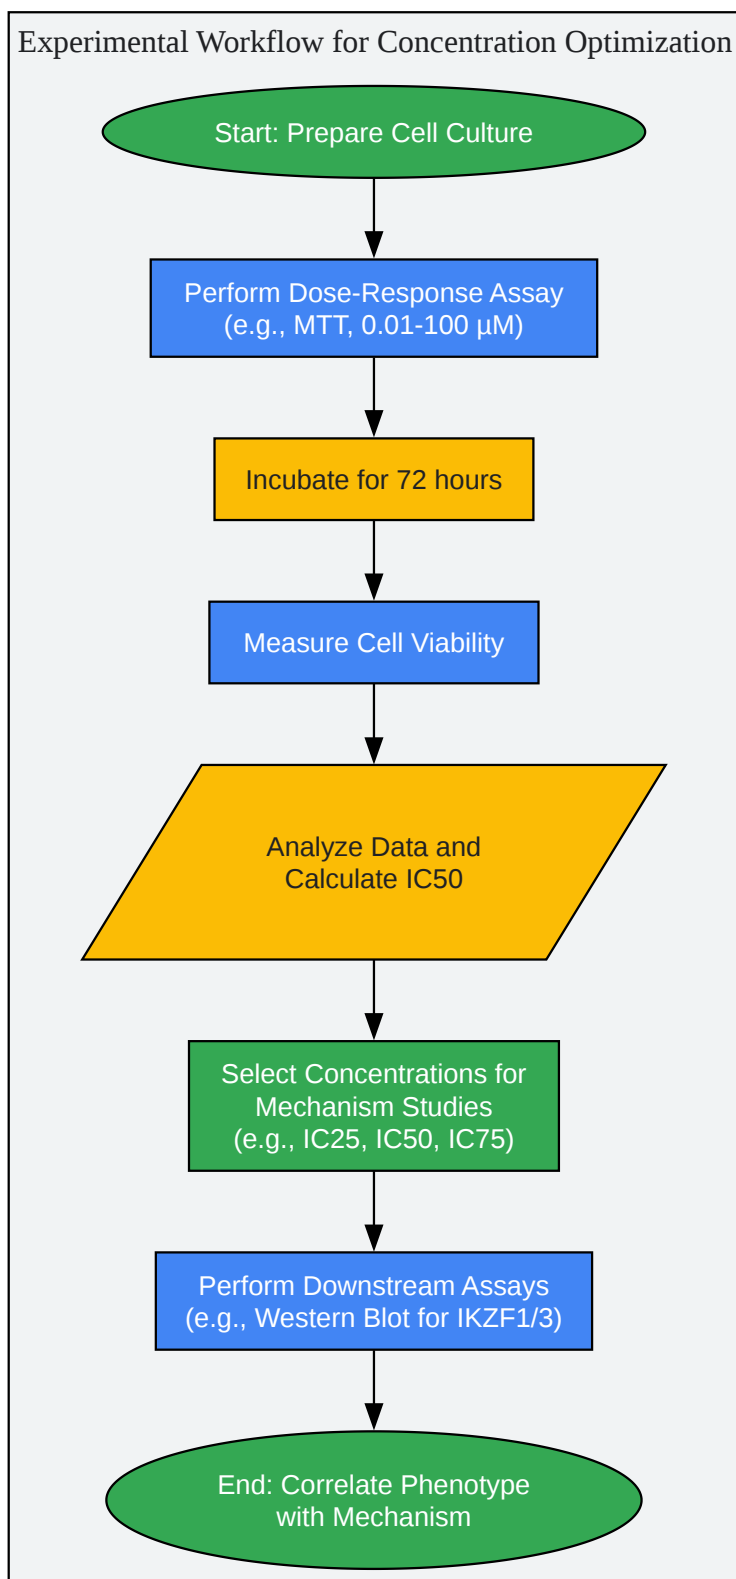 Experimental Workflow for Concentration Optimization
Start: Prepare Cell Culture
Perform Dose-Response Assay
(e.g., MTT, 0.01-100 µM)
Incubate for 72 hours
Measure Cell Viability
Analyze Data and
Calculate IC50
Select Concentrations for
Mechanism Studies
(e.g., IC25, IC50, IC75)
Perform Downstream Assays
(e.g., Western Blot for IKZF1/3)
End: Correlate Phenotype
with Mechanism